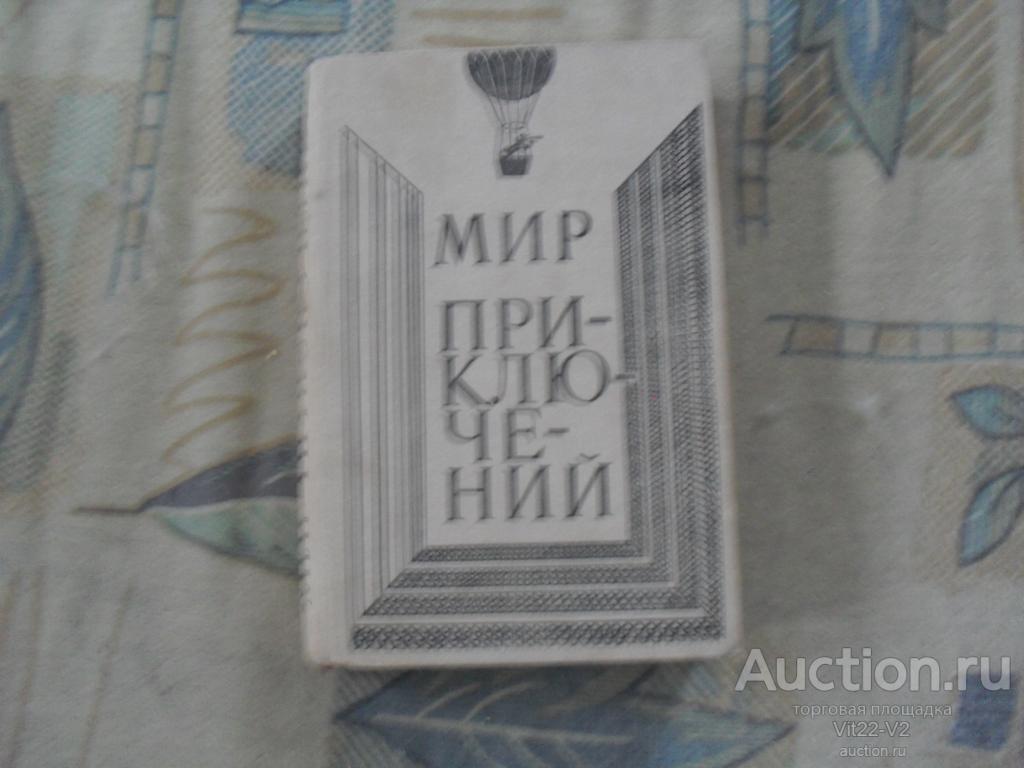 МИР
ПРИ-
КЛЮ-
ЧЕ-
НИЙ
Auction.ru
торговая площадка
Vit22-V2
auction.ru